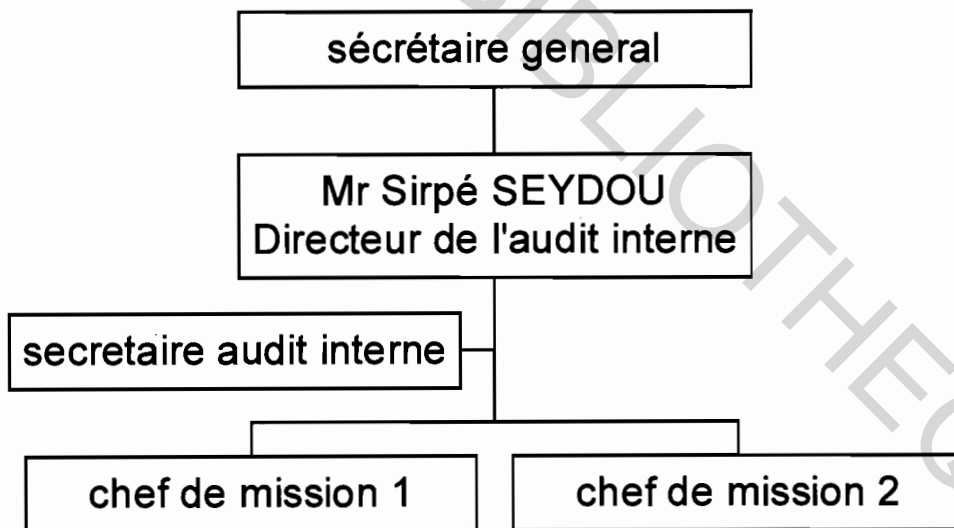 sécrétaire general
Mr Sirpé SEYDOU
Directeur de l'audit interne
secretaire audit interne
chef de mission 1
chef de mission 2
BIBLIOTHEQ